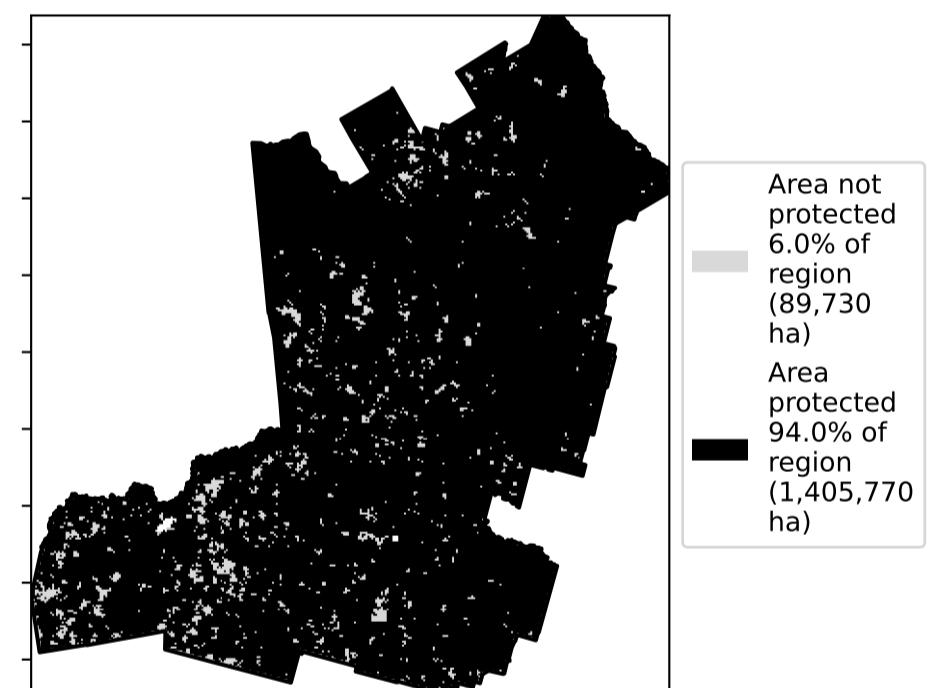 Area not
protected
6.0% of
region
(89,730
ha)
Area
protected
94.0% of
region
(1,405,770
ha)